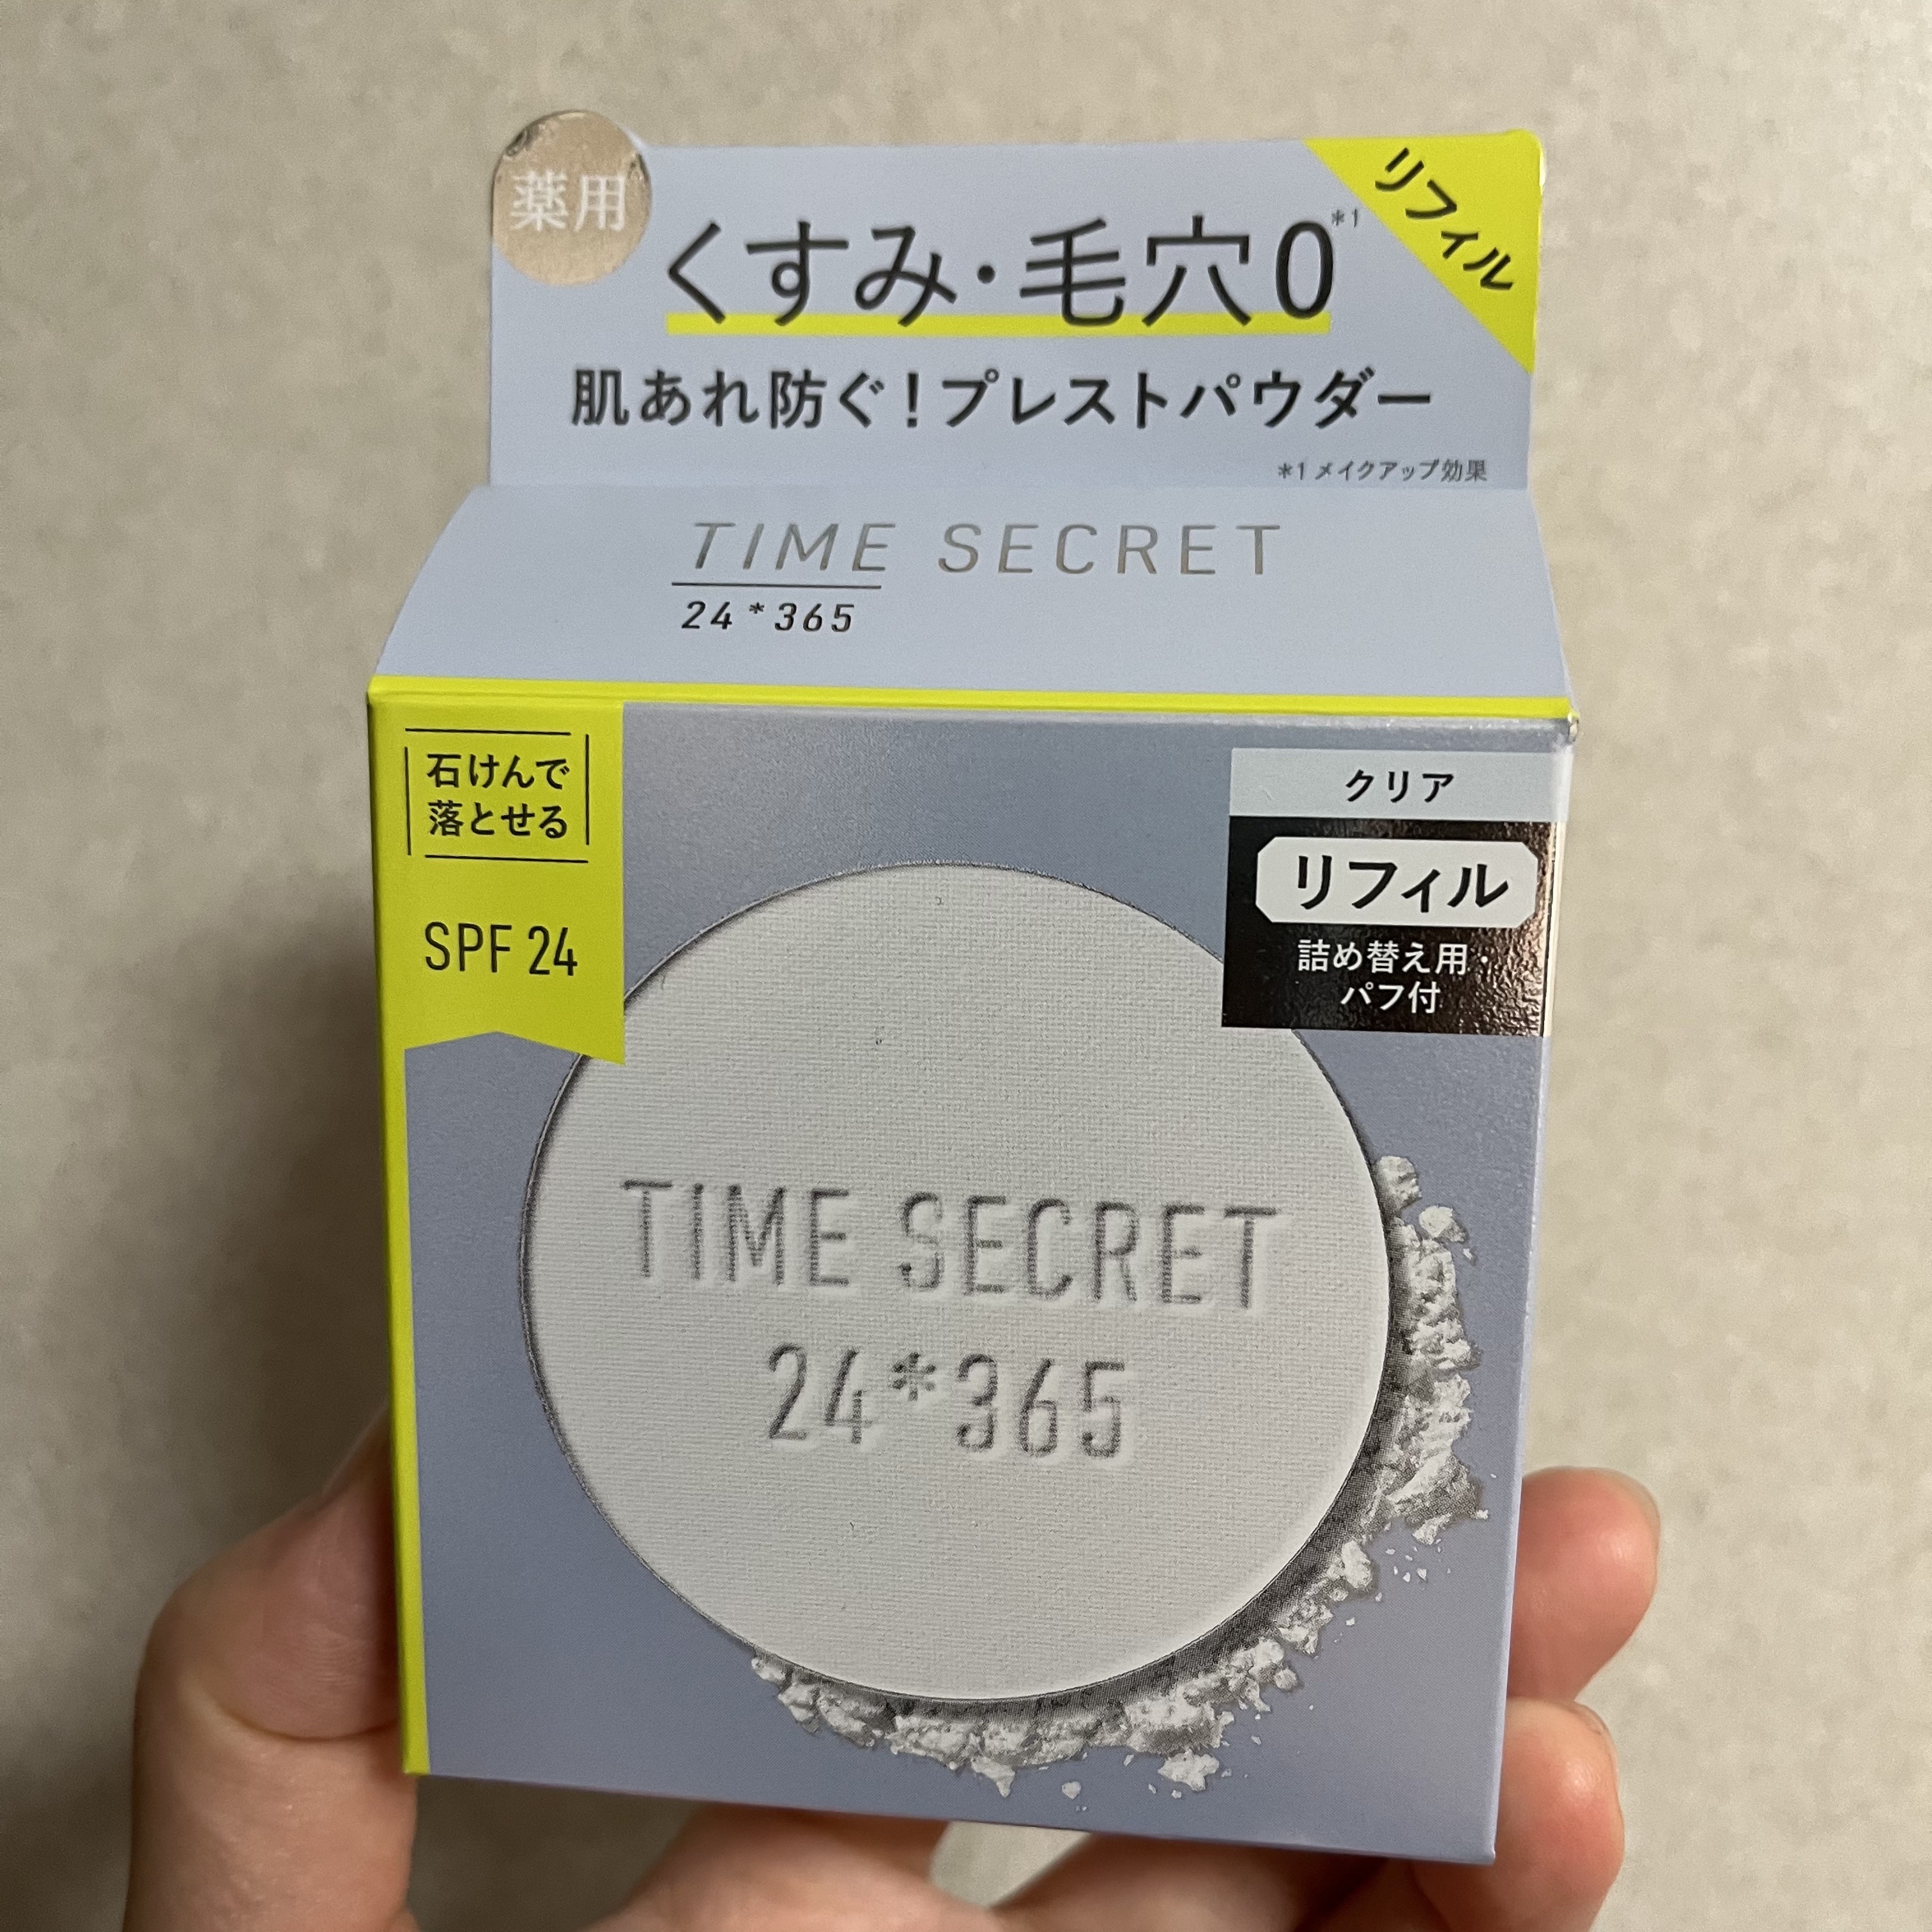 薬用
くすみ・毛穴0*1
リフィル
肌あれ防ぐ!プレストパウダー
*1 メイクアップ効果
TIME SECRET
24*365
石けんで
落とせる
SPF 24
クリア
リフィル
詰め替え用・
パフ付
TIME SECRET
24*365